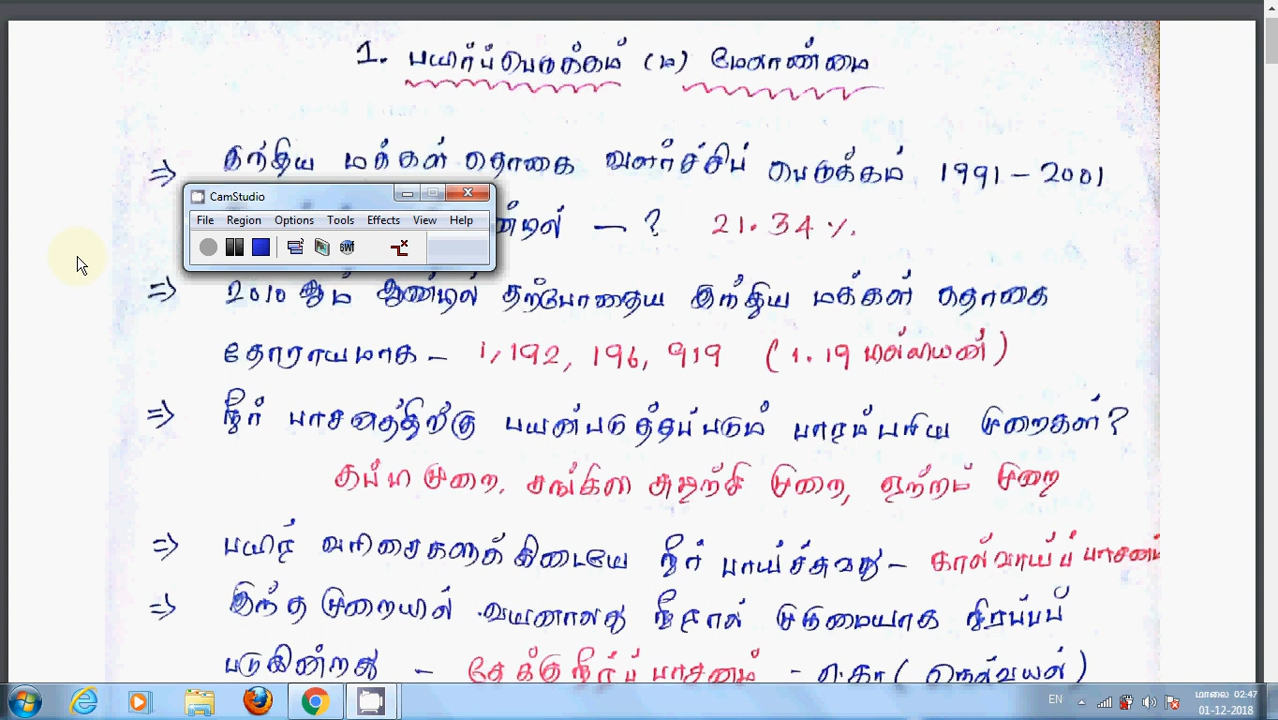 1. பயிர்ப்பெருக்கம் (ம) மேலாண்மை
⇒ இந்திய மக்கள் தொகை வளர்ச்சிப் பெருக்கம் 1991 - 2001
ண்டில் — ? 21.34 %.
CamStudio
File Region Options Tools Effects View Help
⇒ 2010 ஆம் ஆண்டில் தற்போதைய இந்திய மக்கள் தொகை
தோராயமாக - 1,192, 196, 919 (1.19 மில்லியன்)
⇒ நீர் பாசனத்திற்கு பயன்படுத்தப்படும் பாரம்பரிய முறைகள்?
கப்பி முறை, சங்கிலி சுழற்சி முறை, ஏற்றம் முறை
⇒ பயிர் வரிசைகளுக்கிடையே நீர் பாய்ச்சுவது - கால்வாய்ப் பாசனம்
⇒ இந்த முறையில் வயலானது நீரால் முழுமையாக நிரப்பப்
படுகின்றது - தேக்கு நீர்ப் பாசனம் - எ.கா ( நெல்வயல் )
EN
மாலை 02:47
01-12-2018